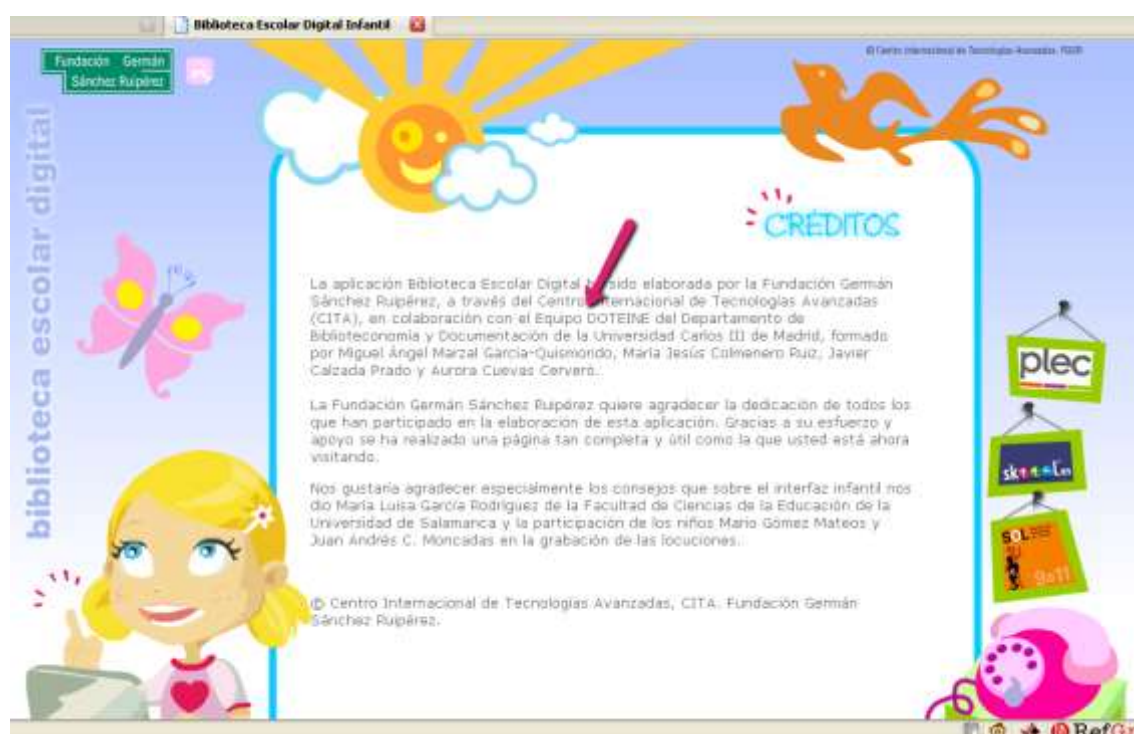 Biblioteca Escolar Digital Infantil
Fundación Germán
Sánchez Ruipérez
© Centro Internacional de Tecnologías Avanzadas. FGSR
biblioteca escolar digital
CRÉDITOS
La aplicación Biblioteca Escolar Digital sido elaborada por la Fundación Germán
Sánchez Ruipérez, a través del Centro Internacional de Tecnologías Avanzadas
(CITA), en colaboración con el Equipo DOTEINE del Departamento de
Biblioteconomía y Documentación de la Universidad Carlos III de Madrid, formado
por Miguel Ángel Marzal García-Quismondo, María Jesús Colmenero Ruiz, Javier
Calzada Prado y Aurora Cuevas Cerveró.
La Fundación Germán Sánchez Ruipérez quiere agradecer la dedicación de todos los
que han participado en la elaboración de esta aplicación. Gracias a su esfuerzo y
apoyo se ha realizado una página tan completa y útil como la que usted está ahora
visitando.
Nos gustaría agradecer especialmente los consejos que sobre el interfaz infantil nos
dio María Luisa García Rodríguez de la Facultad de Ciencias de la Educación de la
Universidad de Salamanca y la participación de los niños Mario Gómez Mateos y
Juan Andrés C. Moncadas en la grabación de las locuciones.
© Centro Internacional de Tecnologías Avanzadas, CITA. Fundación Germán
Sánchez Ruipérez.
plec
SOL
9a11